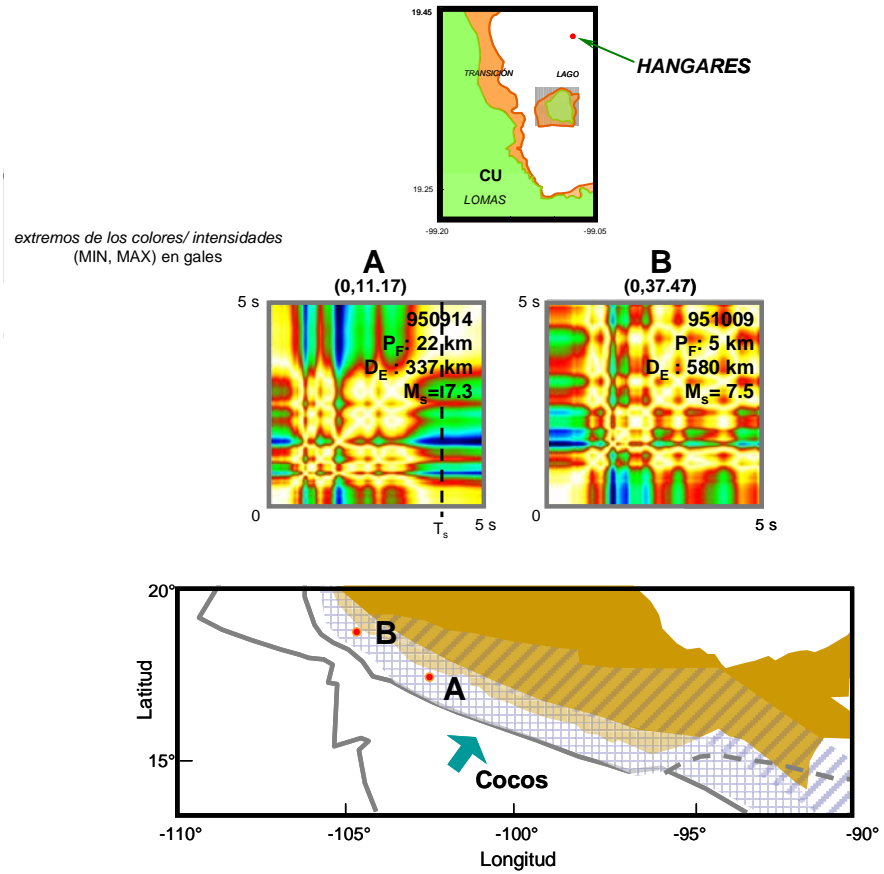 19.45
HANGARES
TRANSICIÓN
LAGO
CU
19.25
LOMAS
-99.20
-99.05
extremos de los colores/ intensidades
(MIN, MAX) en gales
A
(0,11.17)
B
(0,37.47)
5 s
950914
PF: 22 km
DE : 337 km
Ms= 7.3
0
Ts
5 s
5 s
951009
PF: 5 km
DE : 580 km
Ms= 7.5
0
5 s
20°
B
A
Latitud
15°
Cocos
-110°
-105°
-100°
-95°
-90°
Longitud